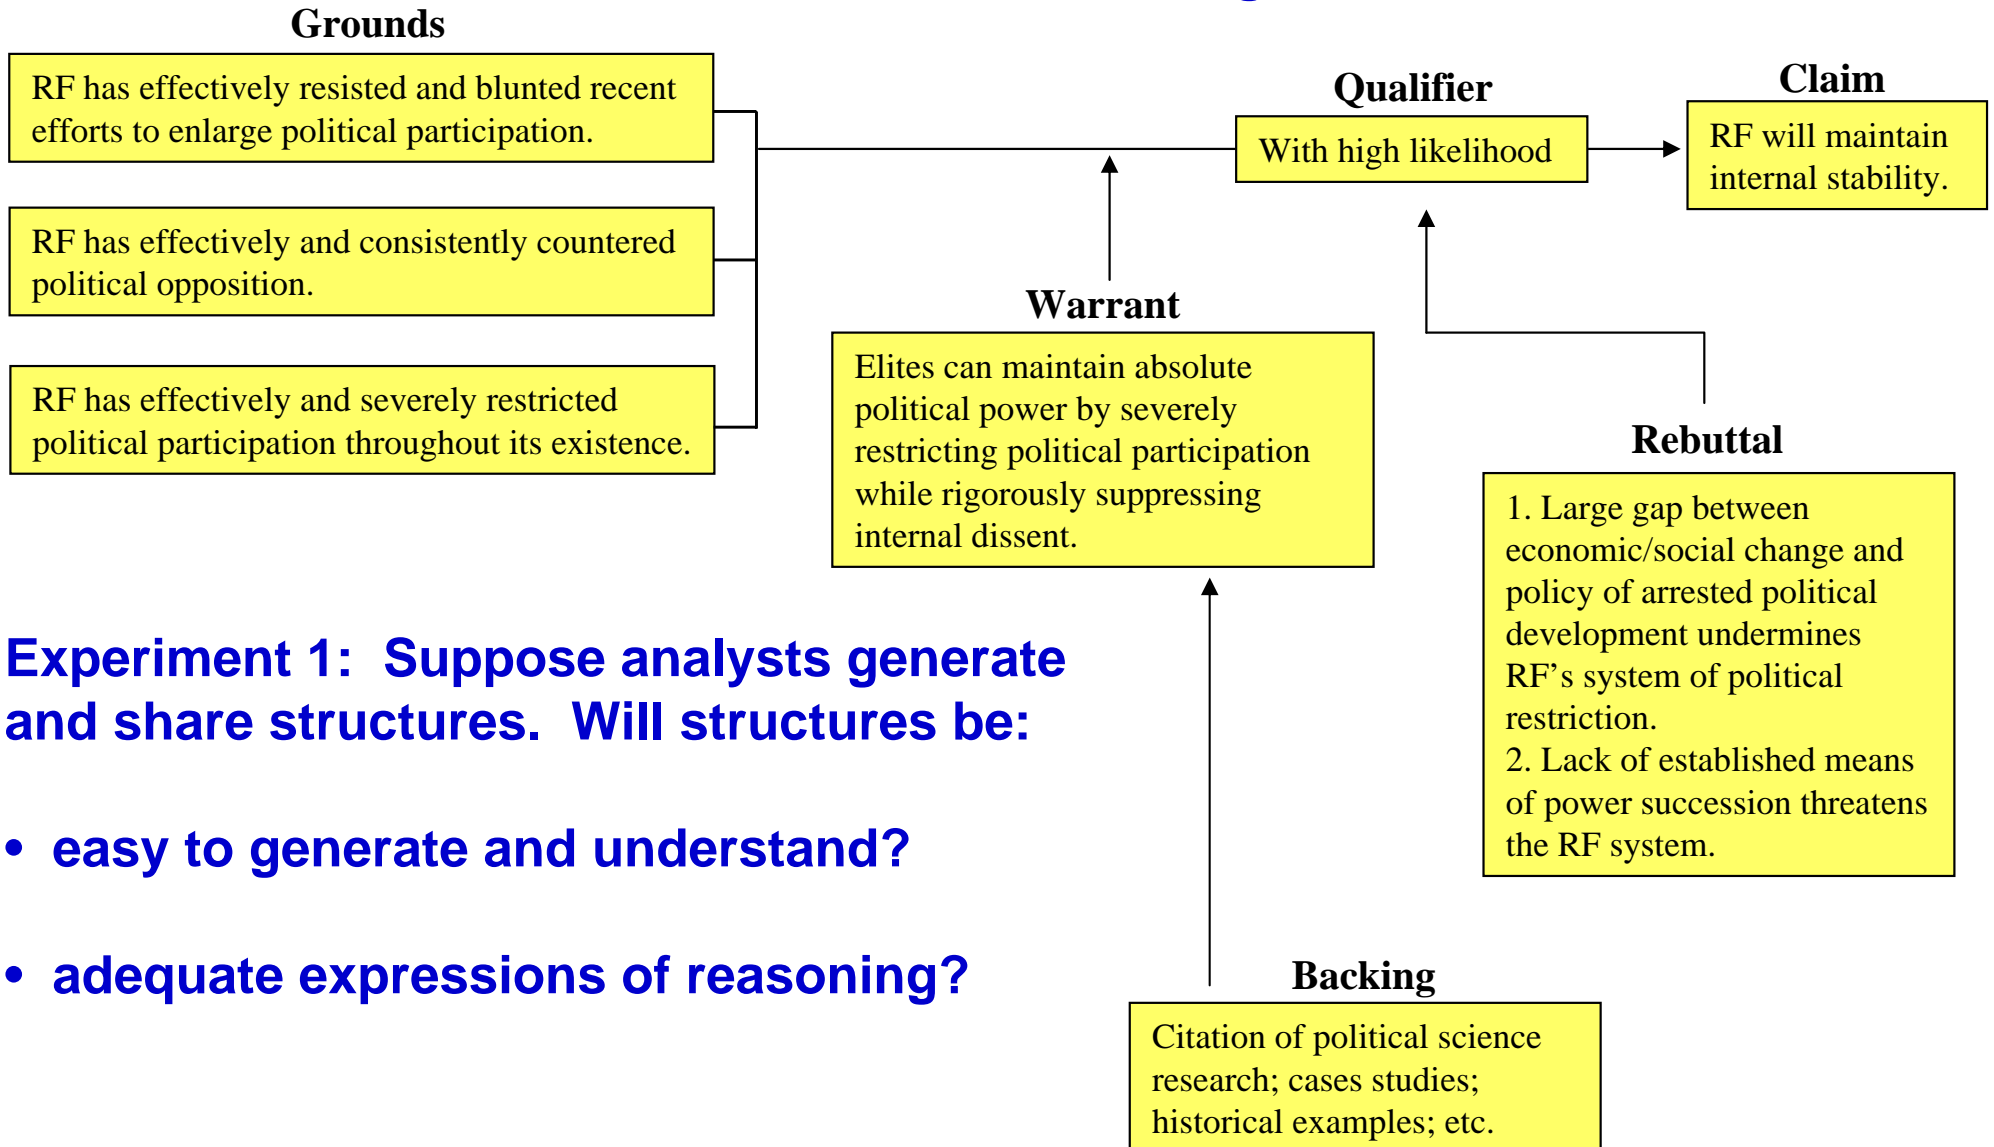 Grounds
RF has effectively resisted and blunted recent
efforts to enlarge political participation.
RF has effectively and consistently countered
political opposition.
RF has effectively and severely restricted
political participation throughout its existence.
Qualifier
With high likelihood
Claim
RF will maintain
internal stability.
Warrant
Elites can maintain absolute
political power by severely
restricting political participation
while rigorously suppressing
internal dissent.
Rebuttal
1. Large gap between
economic/social change and
policy of arrested political
development undermines
RF’s system of political
restriction.
2. Lack of established means
of power succession threatens
the RF system.
Experiment 1:  Suppose analysts generate
and share structures.  Will structures be:
• easy to generate and understand?
• adequate expressions of reasoning?
Backing
Citation of political science
research; cases studies;
historical examples; etc.